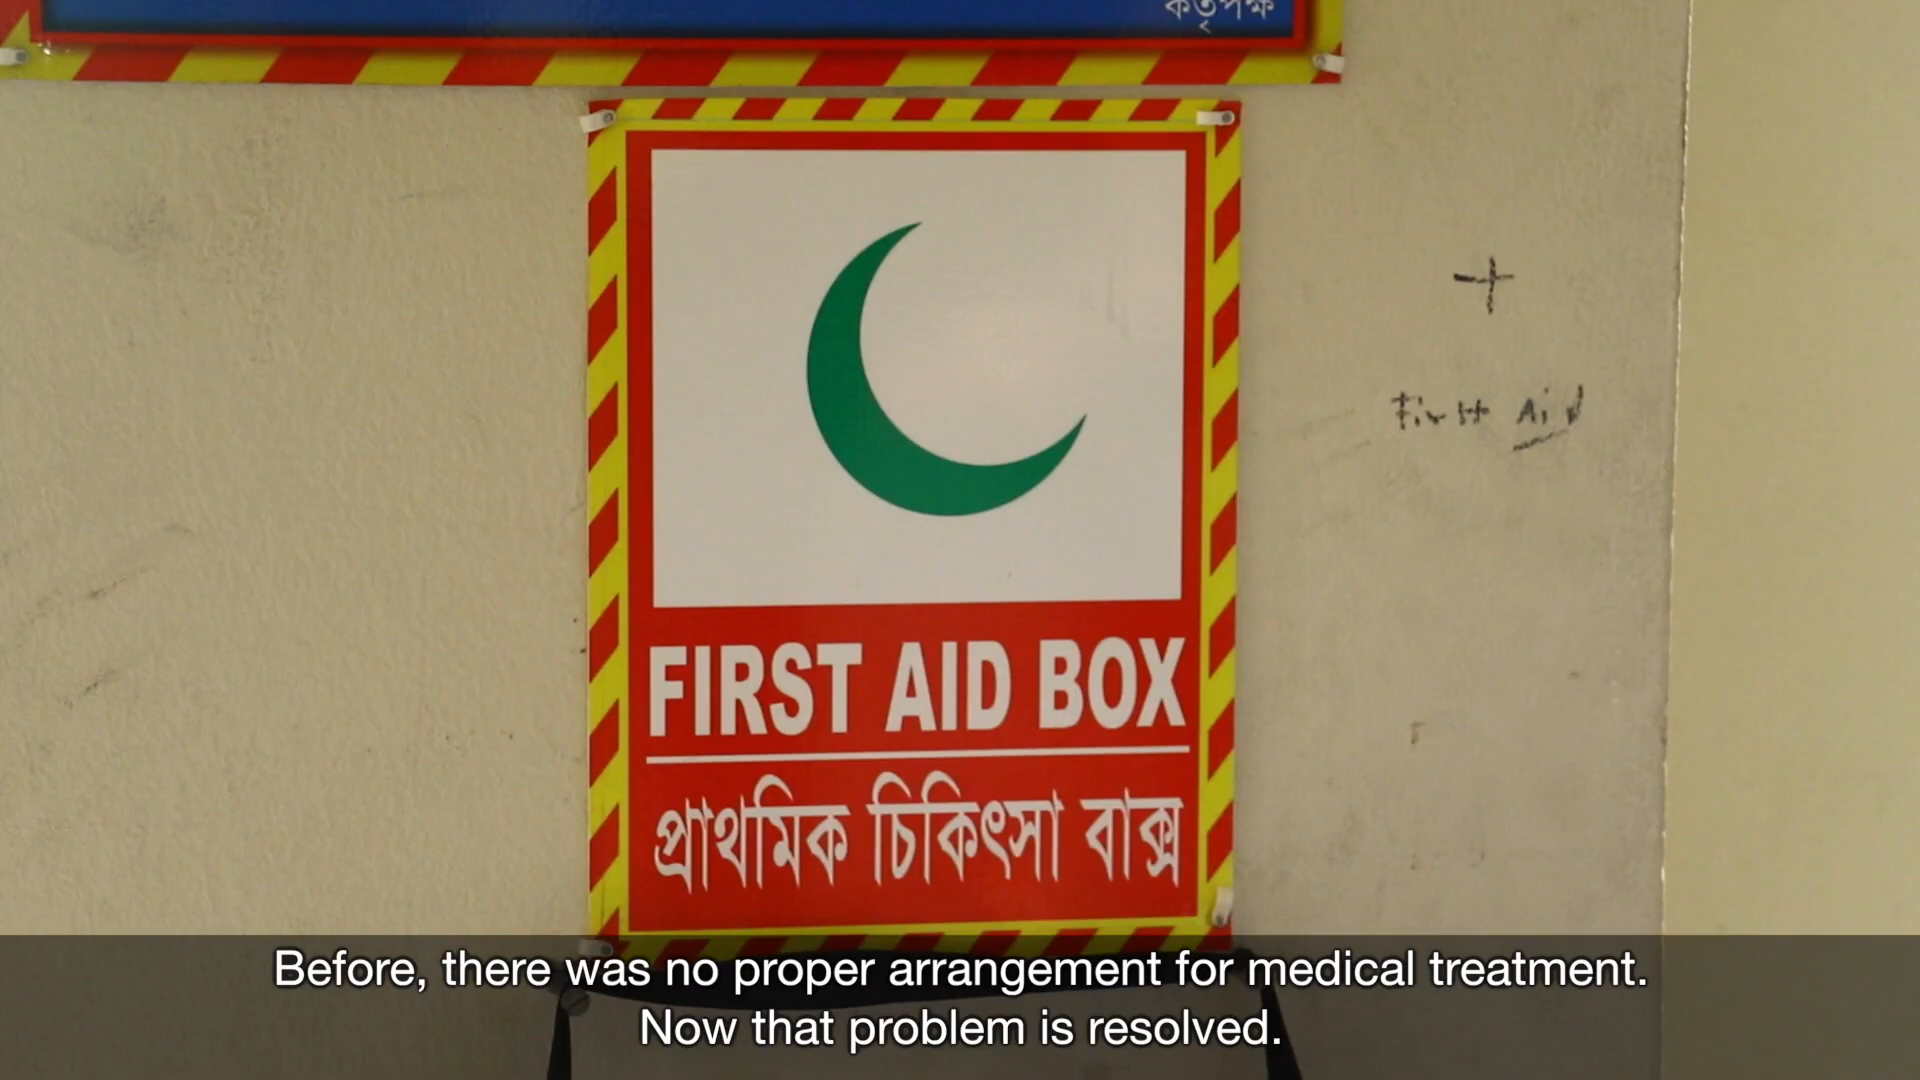 কর্তৃপক্ষ
+
First Aid
FIRST AID BOX
প্রাথমিক চিকিৎসা বাক্স
Before, there was no proper arrangement for medical treatment.
Now that problem is resolved.